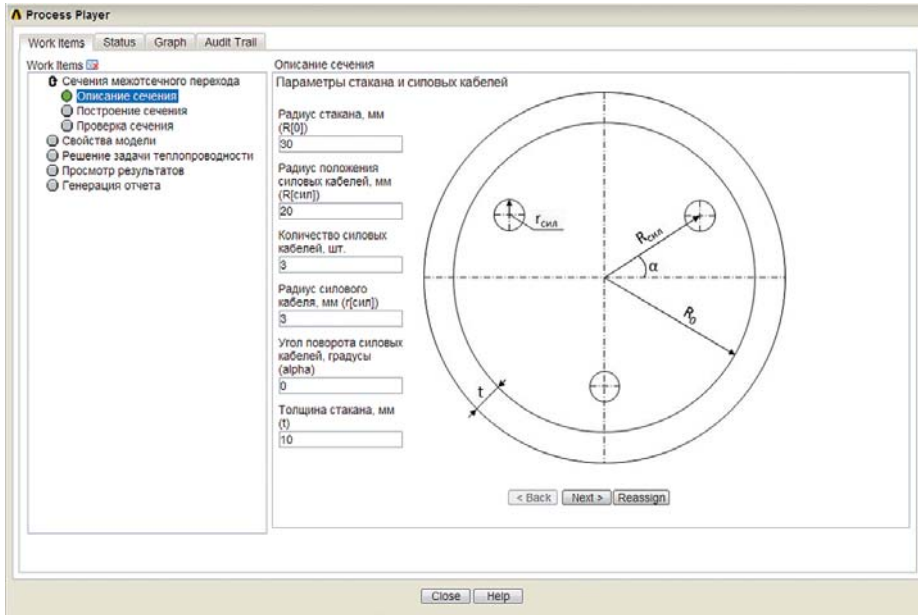 Process Player
Work Items Status Graph Audit Trail
Work Items
Сечения межотсечного перехода
Описание сечения
Построение сечения
Проверка сечения
Свойства модели
Решение задачи теплопроводности
Просмотр результатов
Генерация отчета
Описание сечения
Параметры стакана и силовых кабелей
Радиус стакана, мм
(R[0])
30
Радиус положения
силовых кабелей, мм
(R[сил])
20
Количество силовых
кабелей, шт.
3
Радиус силового
кабеля, мм (r[сил])
3
Угол поворота силовых
кабелей, градусы
(alpha)
0
Толщина стакана, мм
(t)
10
rсил
Rсил
α
R0
t
< Back Next > Reassign
Close Help